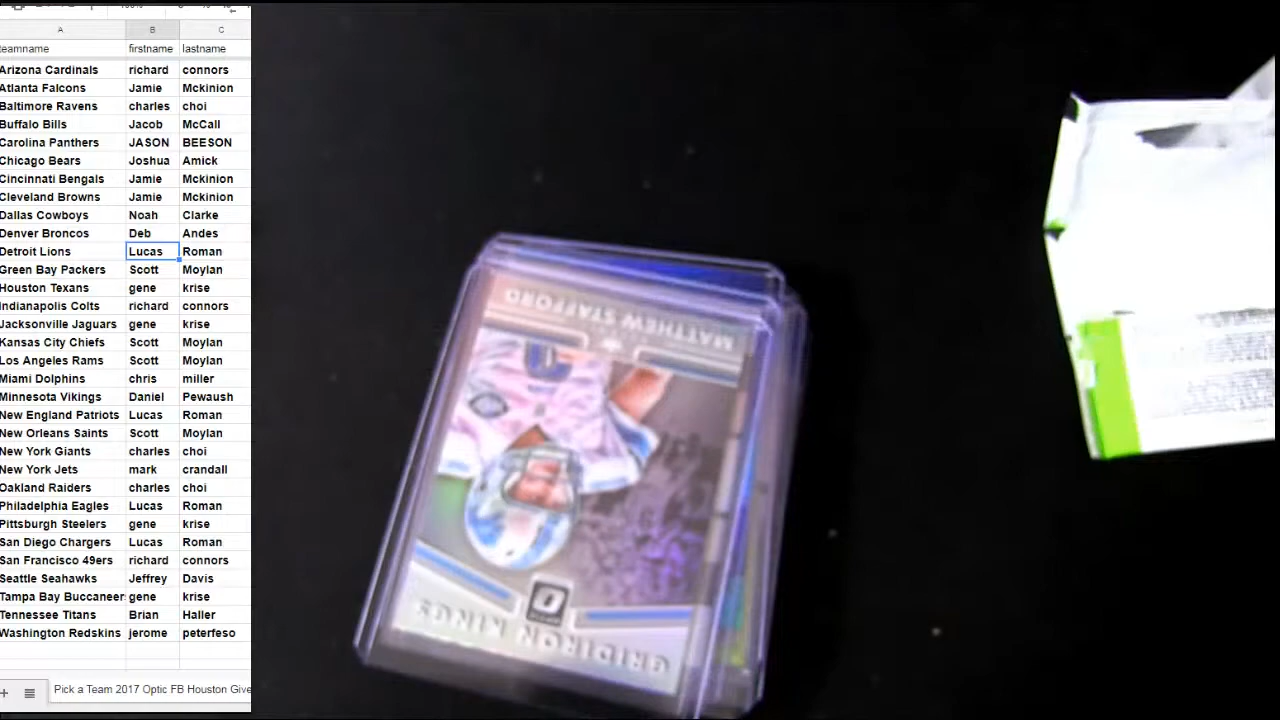 A B C
teamname firstname lastname
Arizona Cardinals richard connors
Atlanta Falcons Jamie Mckinion
Baltimore Ravens charles choi
Buffalo Bills Jacob McCall
Carolina Panthers JASON BEESON
Chicago Bears Joshua Amick
Cincinnati Bengals Jamie Mckinion
Cleveland Browns Jamie Mckinion
Dallas Cowboys Noah Clarke
Denver Broncos Deb Andes
Detroit Lions Lucas Roman
Green Bay Packers Scott Moylan
Houston Texans gene krise
Indianapolis Colts richard connors
Jacksonville Jaguars gene krise
Kansas City Chiefs Scott Moylan
Los Angeles Rams Scott Moylan
Miami Dolphins chris miller
Minnesota Vikings Daniel Pewaush
New England Patriots Lucas Roman
New Orleans Saints Scott Moylan
New York Giants charles choi
New York Jets mark crandall
Oakland Raiders charles choi
Philadelphia Eagles Lucas Roman
Pittsburgh Steelers gene krise
San Diego Chargers Lucas Roman
San Francisco 49ers richard connors
Seattle Seahawks Jeffrey Davis
Tampa Bay Buccaneers gene krise
Tennessee Titans Brian Haller
Washington Redskins jerome peterfeso
Pick a Team 2017 Optic FB Houston Give
MATTHEW STAFFORD
GRIDIRON KINGS